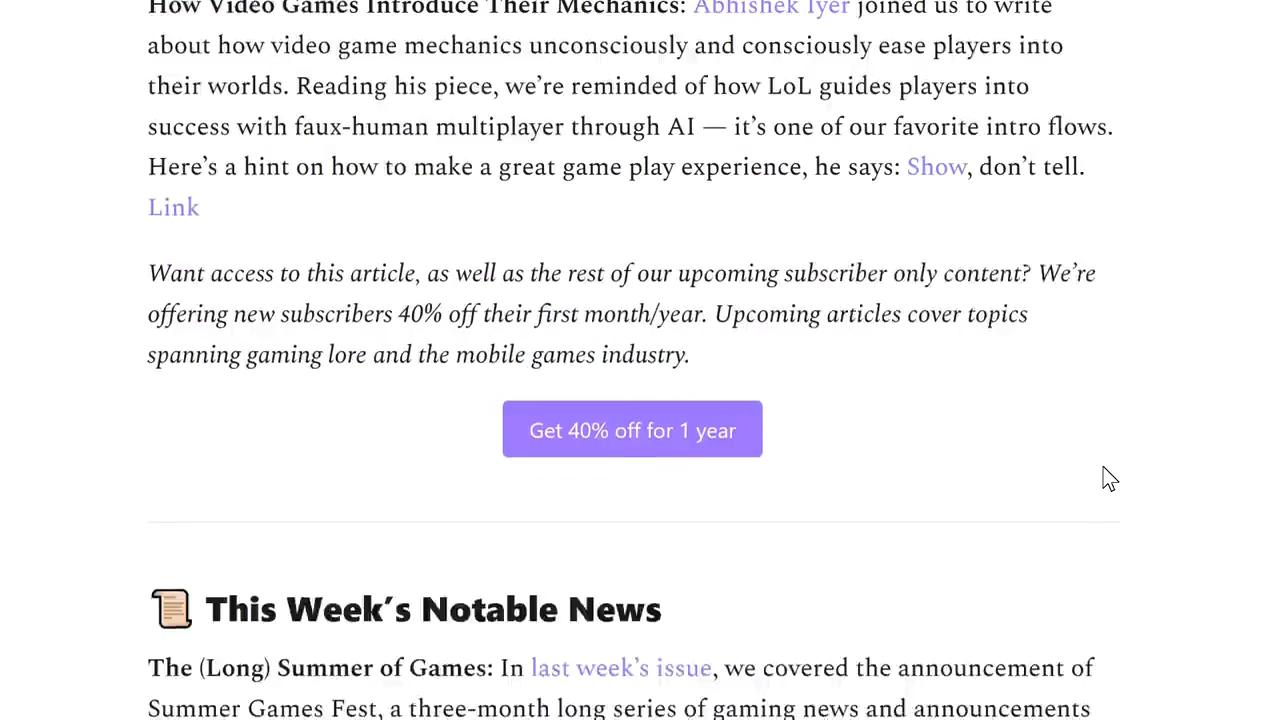 How Video Games Introduce Their Mechanics: Abhishek Iyer joined us to write
about how video game mechanics unconsciously and consciously ease players into
their worlds. Reading his piece, we’re reminded of how LoL guides players into
success with faux-human multiplayer through AI — it’s one of our favorite intro flows.
Here’s a hint on how to make a great game play experience, he says: Show, don’t tell.
Link
Want access to this article, as well as the rest of our upcoming subscriber only content? We’re
offering new subscribers 40% off their first month/year. Upcoming articles cover topics
spanning gaming lore and the mobile games industry.
Get 40% off for 1 year
This Week’s Notable News
The (Long) Summer of Games: In last week’s issue, we covered the announcement of
Summer Games Fest, a three-month long series of gaming news and announcements